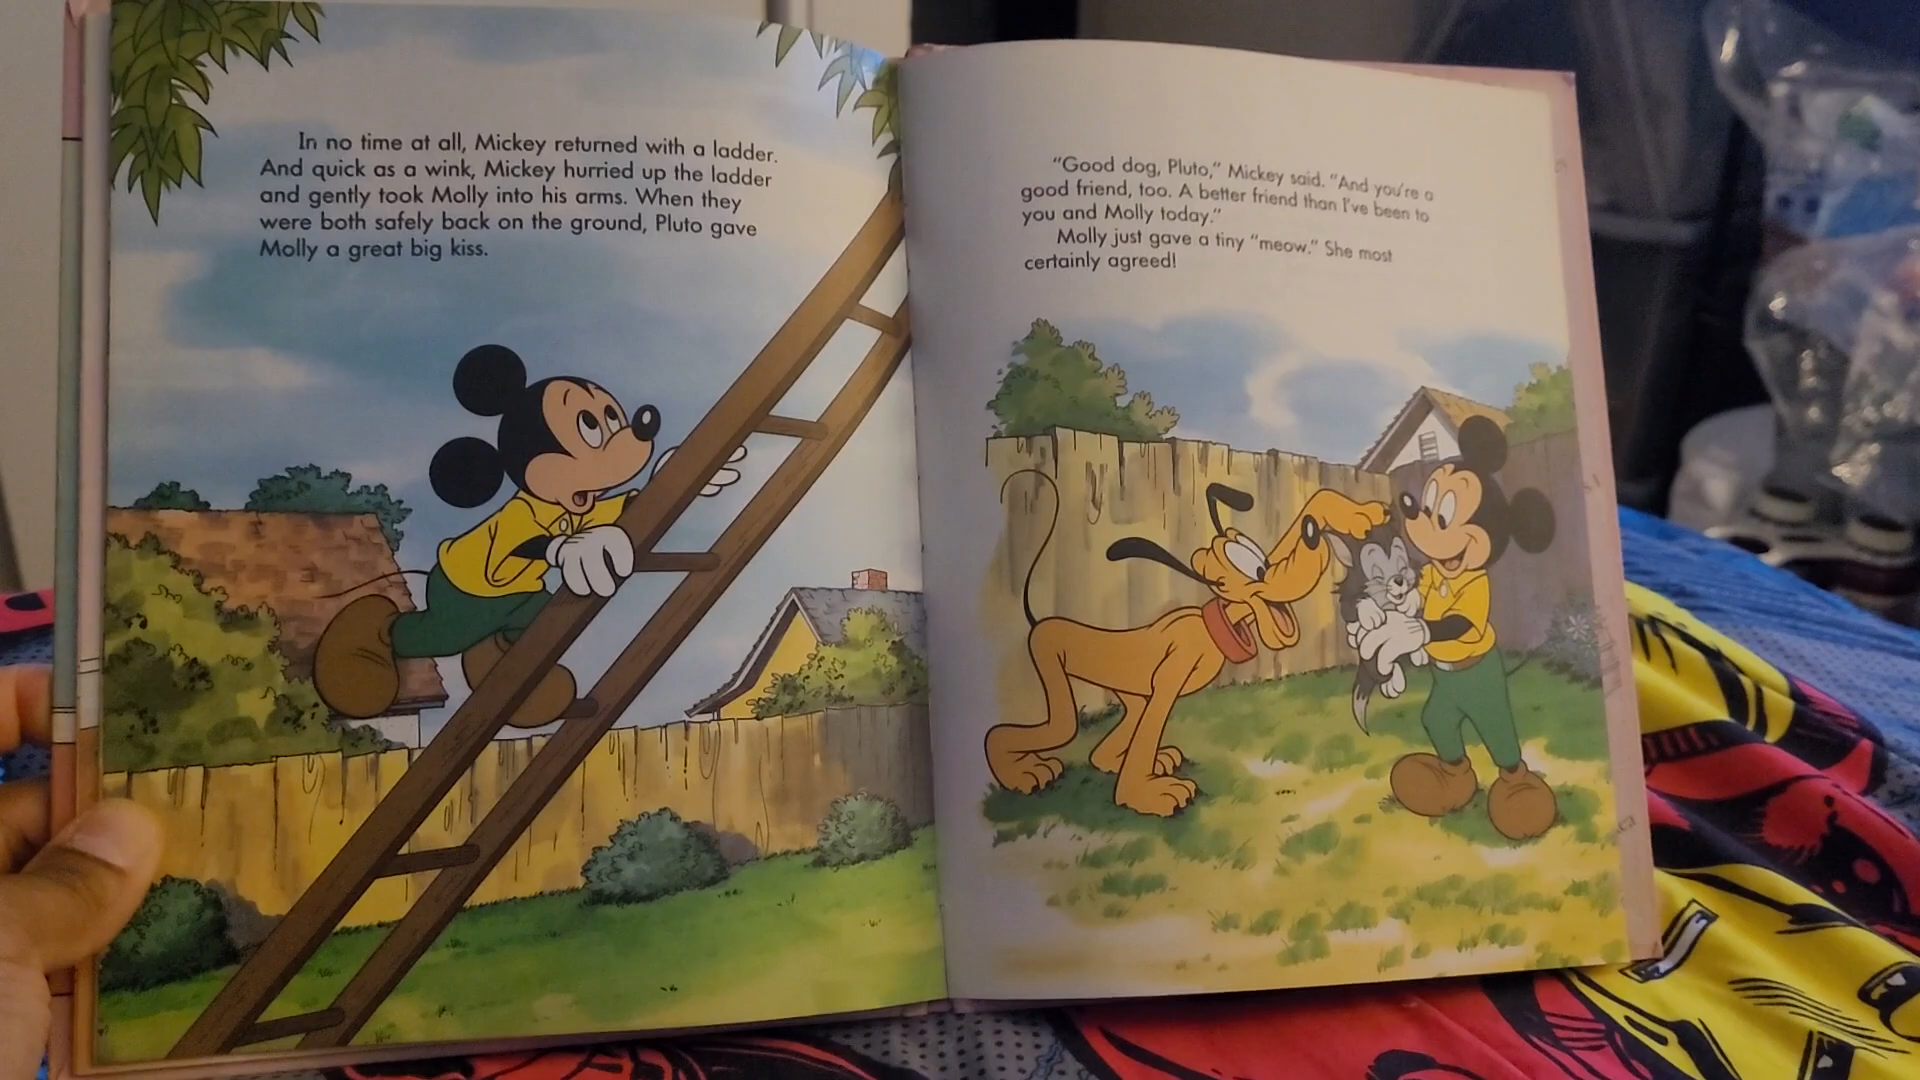 In no time at all, Mickey returned with a ladder.
And quick as a wink, Mickey hurried up the ladder
and gently took Molly into his arms. When they
were both safely back on the ground, Pluto gave
Molly a great big kiss.
“Good dog, Pluto,” Mickey said. “And you’re a
good friend, too. A better friend than I’ve been to
you and Molly today.”
Molly just gave a tiny “meow.” She most
certainly agreed!